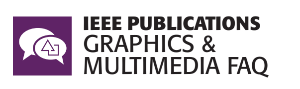 IEEE PUBLICATIONS
GRAPHICS &
MULTIMEDIA FAQ